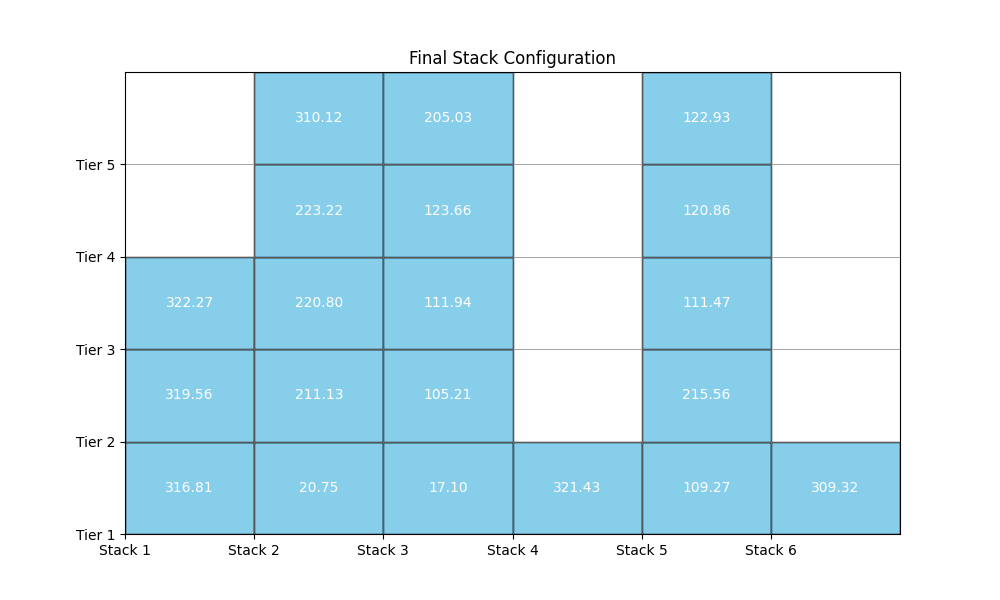 Final Stack Configuration
310.12 205.03 122.93
Tier 5
223.22 123.66 120.86
Tier 4
322.27 220.80 111.94 111.47
Tier 3
319.56 211.13 105.21 215.56
Tier 2
316.81 20.75 17.10 321.43 109.27 309.32
Tier 1
Stack 1 Stack 2 Stack 3 Stack 4 Stack 5 Stack 6